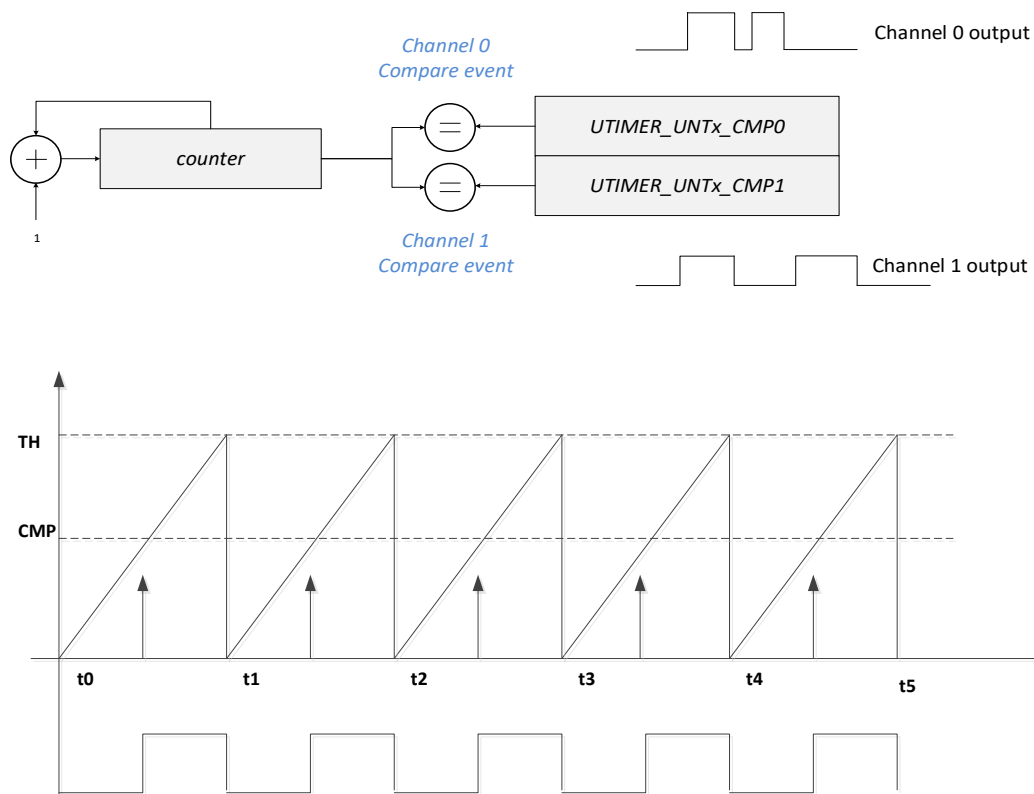 Channel 0 output
Channel 0
Compare event
UTIMER_UNTx_CMP0
+
counter
=
=
UTIMER_UNTx_CMP1
1
Channel 1
Compare event
Channel 1 output
TH
CMP
t0
t1
t2
t3
t4
t5